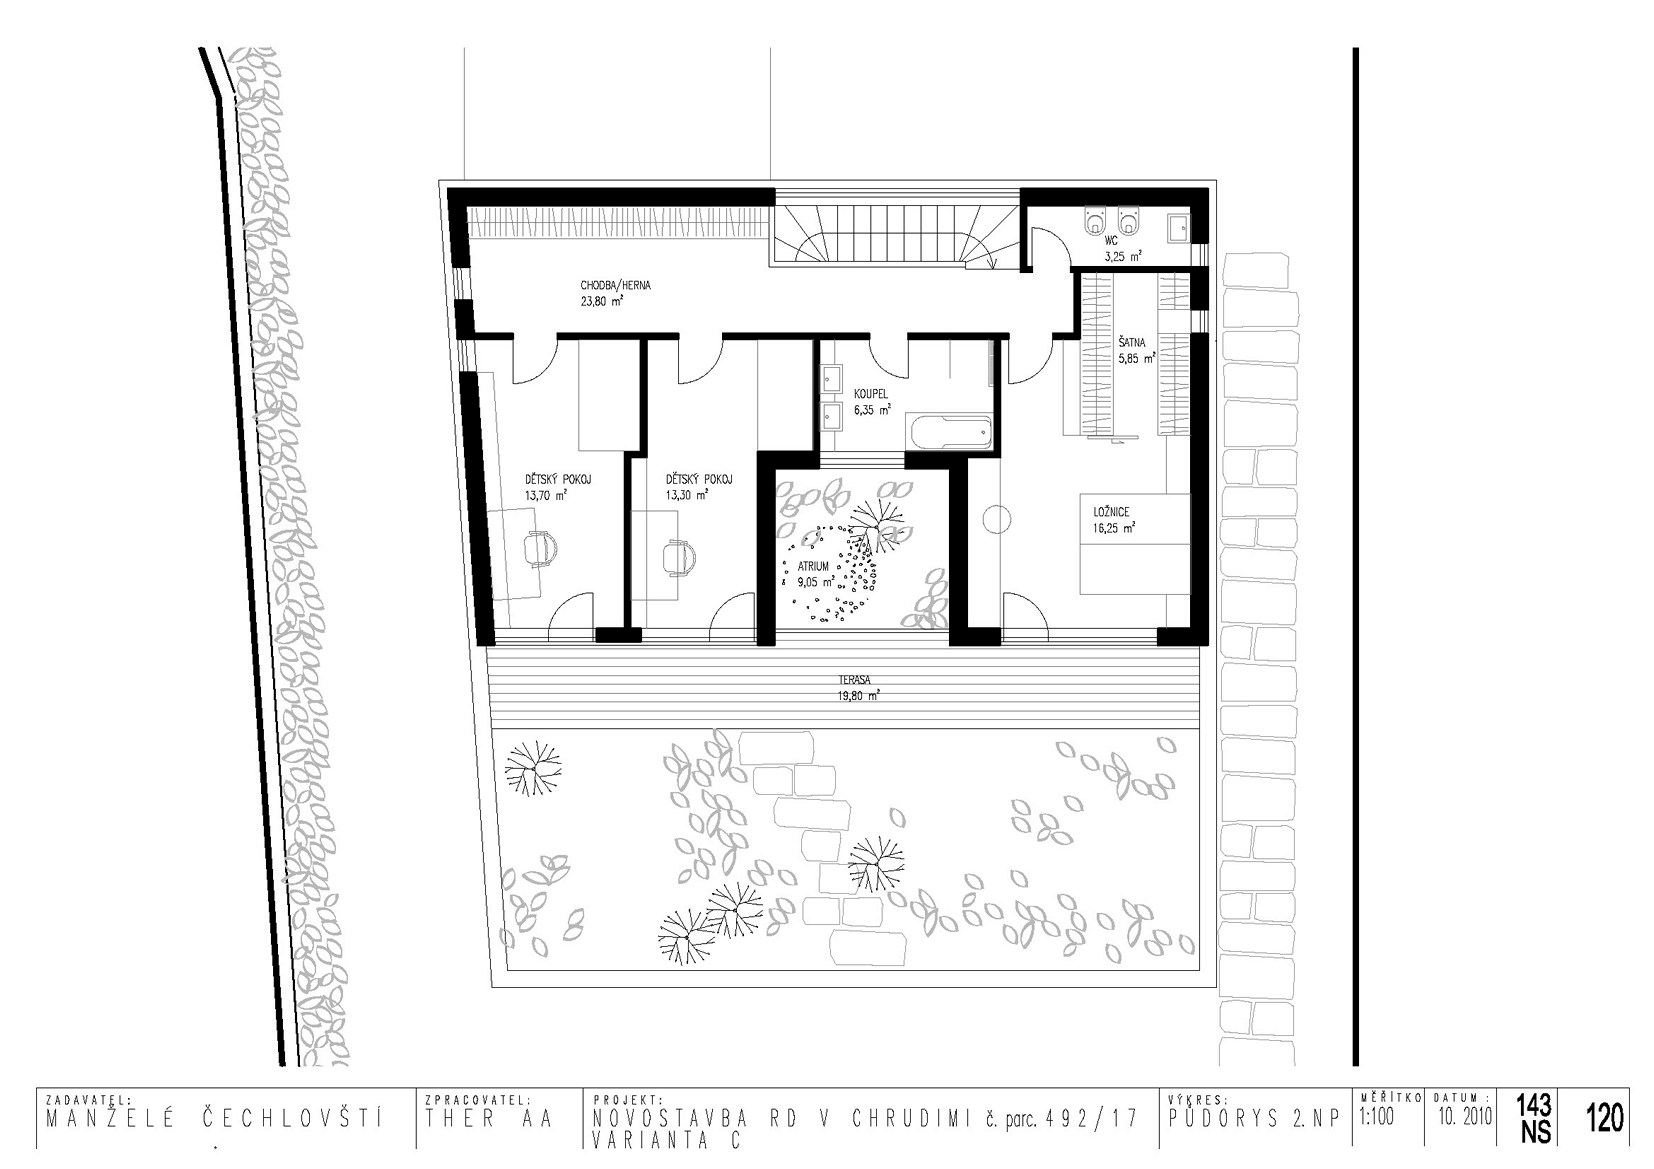 WC
3,25 m²
CHODBA/HERNA
23,80 m²
ŠATNA
5,85 m²
KOUPEL
6,35 m²
DĚTSKÝ POKOJ
13,70 m²
DĚTSKÝ POKOJ
13,30 m²
LOŽNICE
16,25 m²
ATRIUM
9,05 m²
TERASA
19,80 m²
ZADAVATEL:
MANŽELÉ ČECHLOVŠTÍ
ZPRACOVATEL:
THER AA
PROJEKT:
NOVOSTAVBA RD V CHRUDIMI č. parc. 492/17
VARIANTA C
VÝKRES:
PŮDORYS 2.NP
MĚŘÍTKO
1:100
DATUM :
10. 2010
143
NS
120